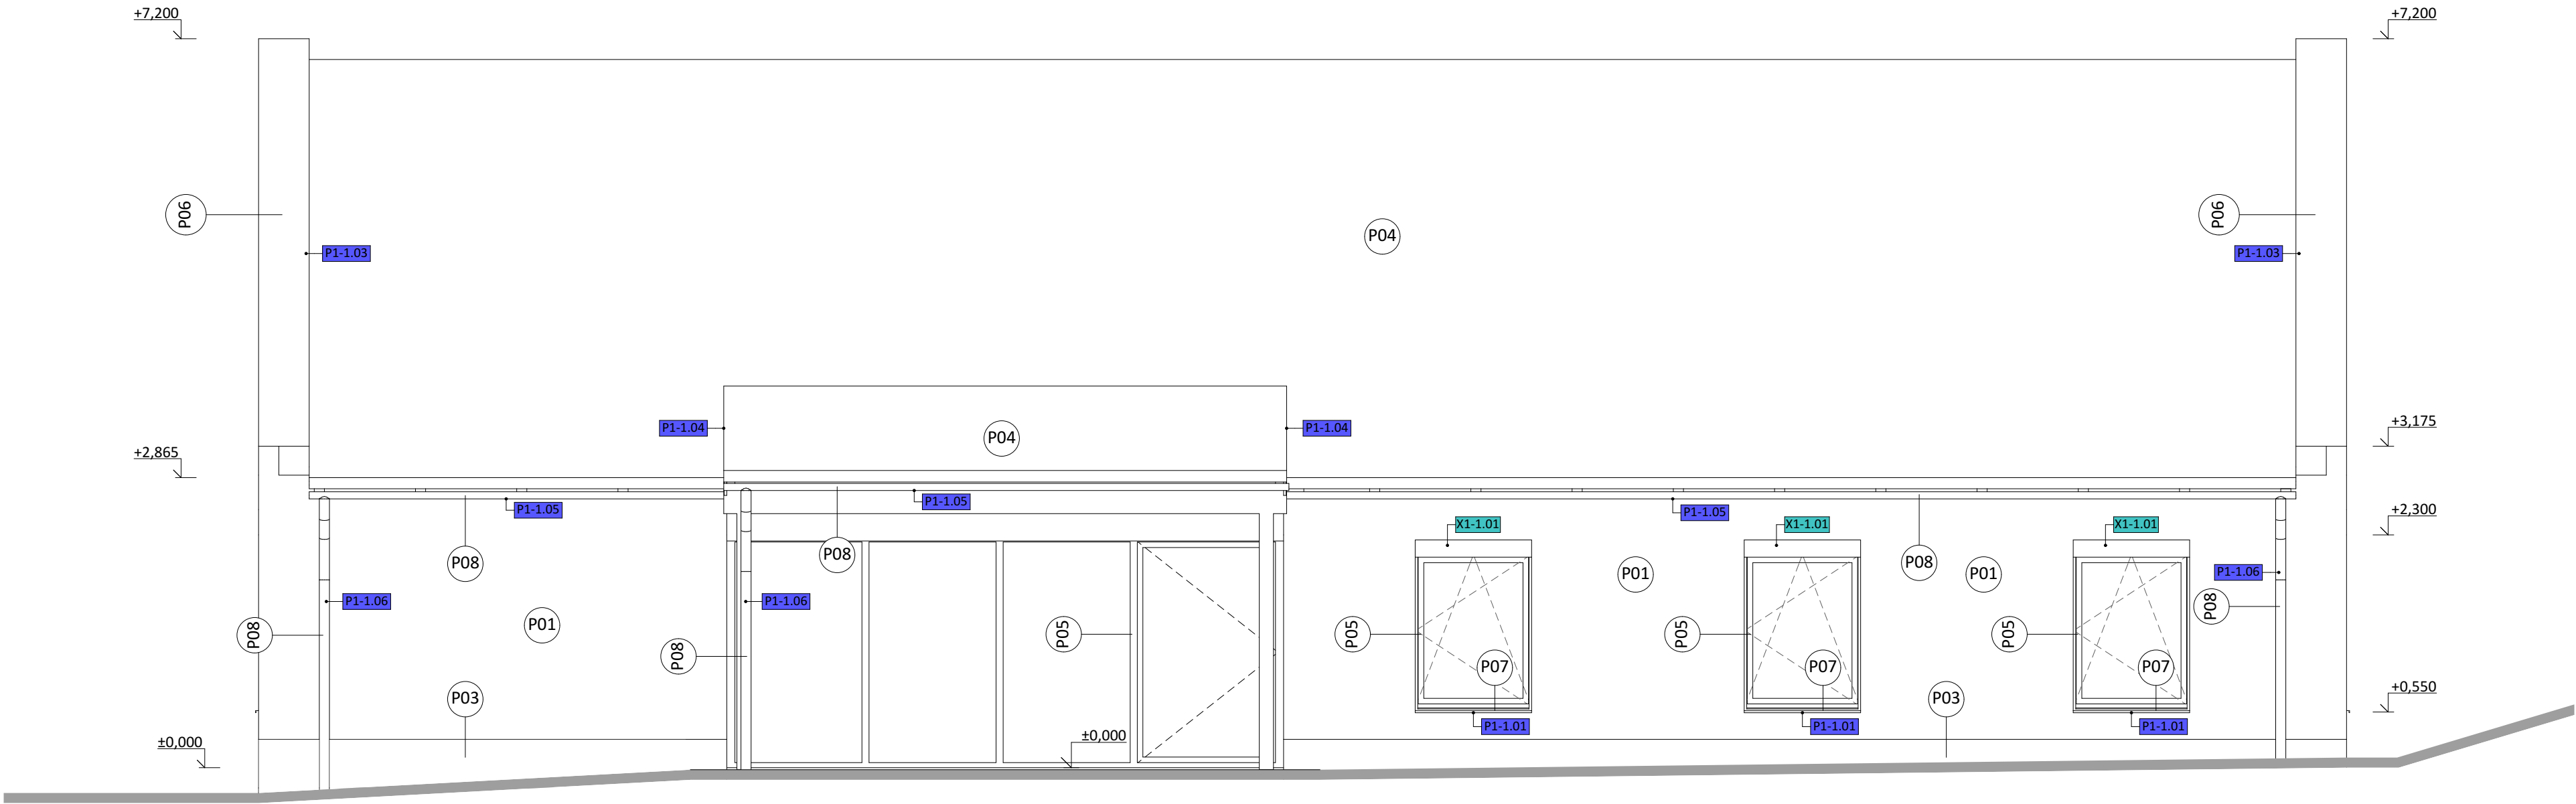 +7,200
+7,200
P06
P06
P04
P1-1.03
P1-1.03
P1-1.04
P1-1.04
+3,175
P04
+2,865
P1-1.05
P1-1.05
P1-1.05
+2,300
X1-1.01
X1-1.01
X1-1.01
P08
P08
P08
P01
P01
P1-1.06
P1-1.06
P1-1.06
P08
P01
P08
P05
P05
P05
P05
P08
P07
P07
P07
P03
P03
+0,550
P1-1.01
P1-1.01
P1-1.01
±0,000
±0,000